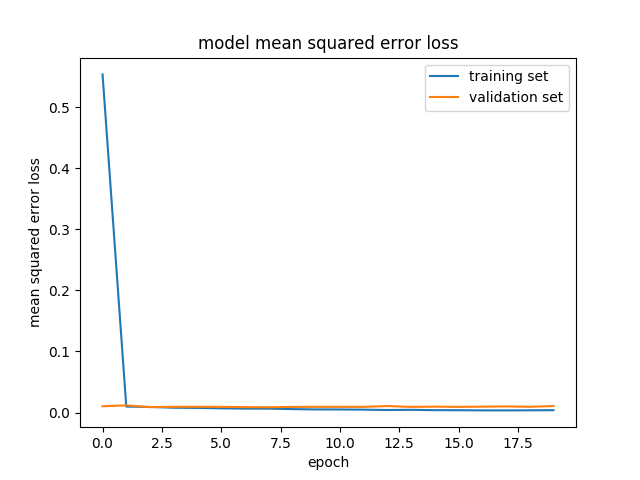 model mean squared error loss
training set
validation set
0.5
0.4
0.3
0.2
0.1
0.0
mean squared error loss
0.0 2.5 5.0 7.5 10.0 12.5 15.0 17.5
epoch